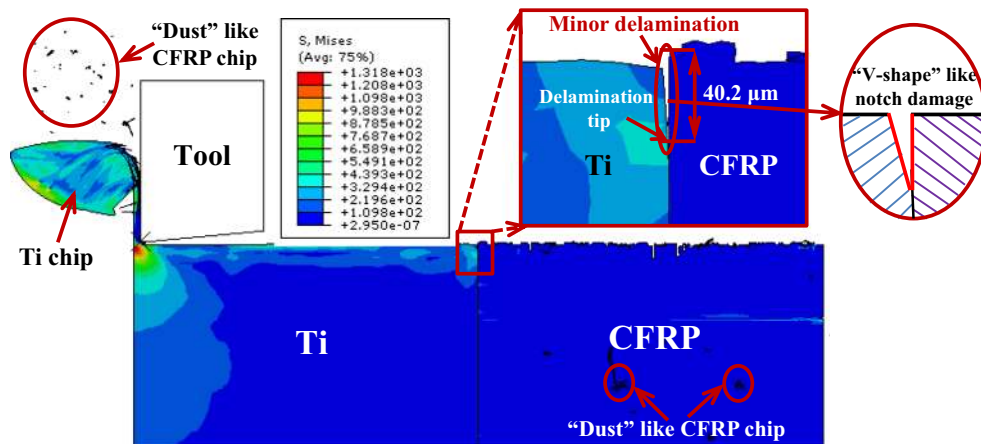 “Dust” like
CFRP chip
Tool
Ti chip
S, Mises
(Avg: 75%)
+1.318e+03
+1.208e+03
+1.098e+03
+9.883e+02
+8.785e+02
+7.687e+02
+6.589e+02
+5.491e+02
+4.393e+02
+3.294e+02
+2.196e+02
+1.098e+02
+2.950e-07
Minor delamination
40.2 µm
Delamination
tip
Ti
CFRP
“V-shape” like
notch damage
Ti
CFRP
“Dust” like CFRP chip